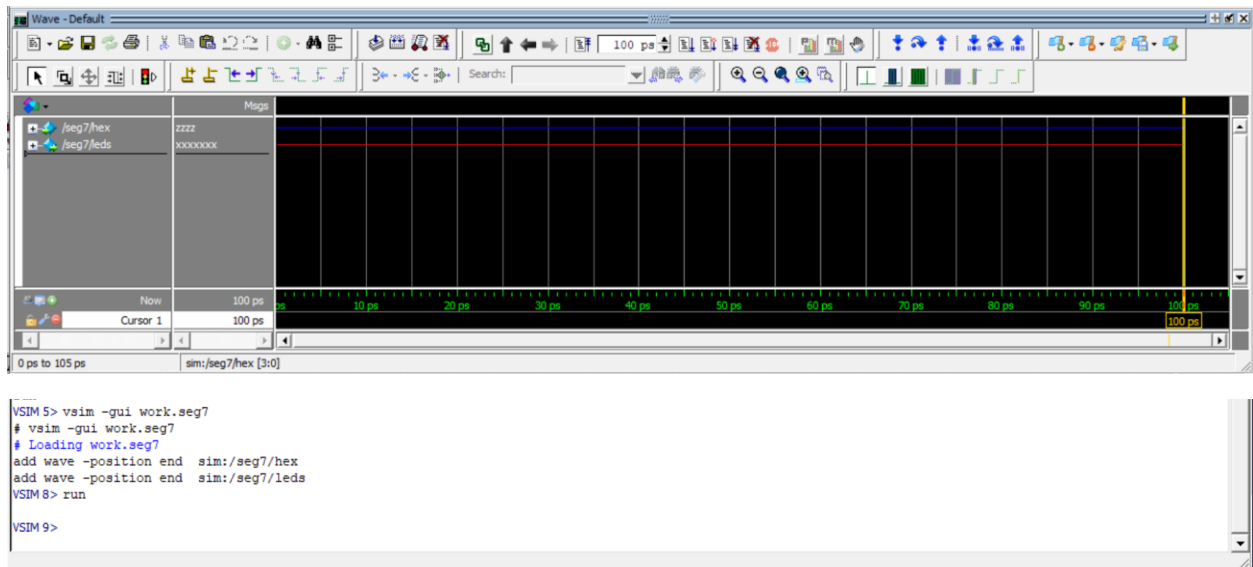 Wave - Default
100 ps
Search:
Msgs
/seg7/hex
zzzz
/seg7/leds
xxxxxxx
Now
100 ps
ps
10 ps
20 ps
30 ps
40 ps
50 ps
60 ps
70 ps
80 ps
90 ps
100 ps
Cursor 1
100 ps
100 ps
0 ps to 105 ps
sim:/seg7/hex [3:0]
VSIM 5> vsim -gui work.seg7
# vsim -gui work.seg7
# Loading work.seg7
add wave -position end  sim:/seg7/hex
add wave -position end  sim:/seg7/leds
VSIM 8> run
VSIM 9>